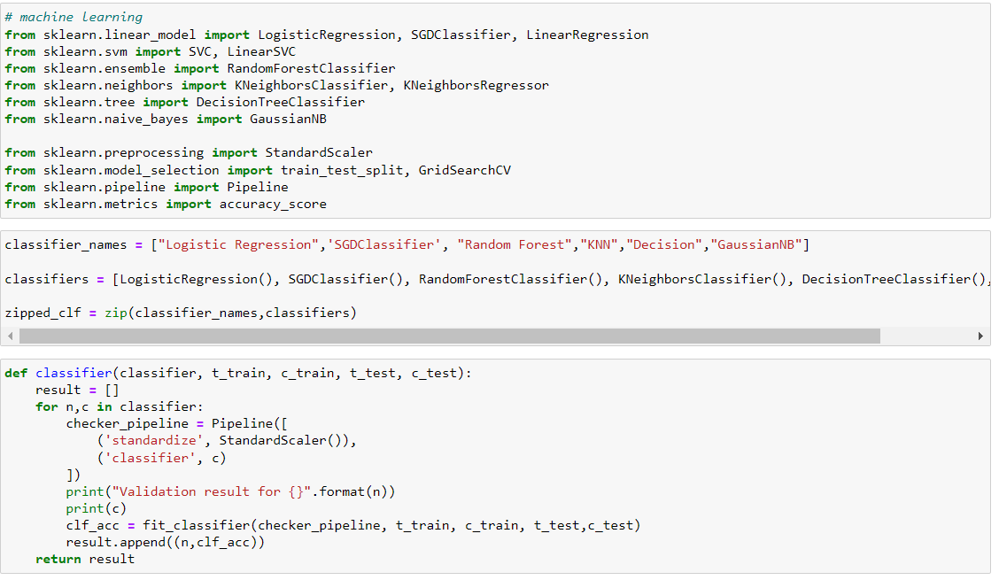 # machine learning
from sklearn.linear_model import LogisticRegression, SGDClassifier, LinearRegression
from sklearn.svm import SVC, LinearSVC
from sklearn.ensemble import RandomForestClassifier
from sklearn.neighbors import KNeighborsClassifier, KNeighborsRegressor
from sklearn.tree import DecisionTreeClassifier
from sklearn.naive_bayes import GaussianNB
from sklearn.preprocessing import StandardScaler
from sklearn.model_selection import train_test_split, GridSearchCV
from sklearn.pipeline import Pipeline
from sklearn.metrics import accuracy_score
classifier_names = ["Logistic Regression",'SGDClassifier', "Random Forest","KNN","Decision","GaussianNB"]
classifiers = [LogisticRegression(), SGDClassifier(), RandomForestClassifier(), KNeighborsClassifier(), DecisionTreeClassifier(),
zipped_clf = zip(classifier_names,classifiers)
def classifier(classifier, t_train, c_train, t_test, c_test):
    result = []
    for n,c in classifier:
        checker_pipeline = Pipeline([
            ('standardize', StandardScaler()),
            ('classifier', c)
        ])
        print("Validation result for {}".format(n))
        print(c)
        clf_acc = fit_classifier(checker_pipeline, t_train, c_train, t_test,c_test)
        result.append((n,clf_acc))
    return result